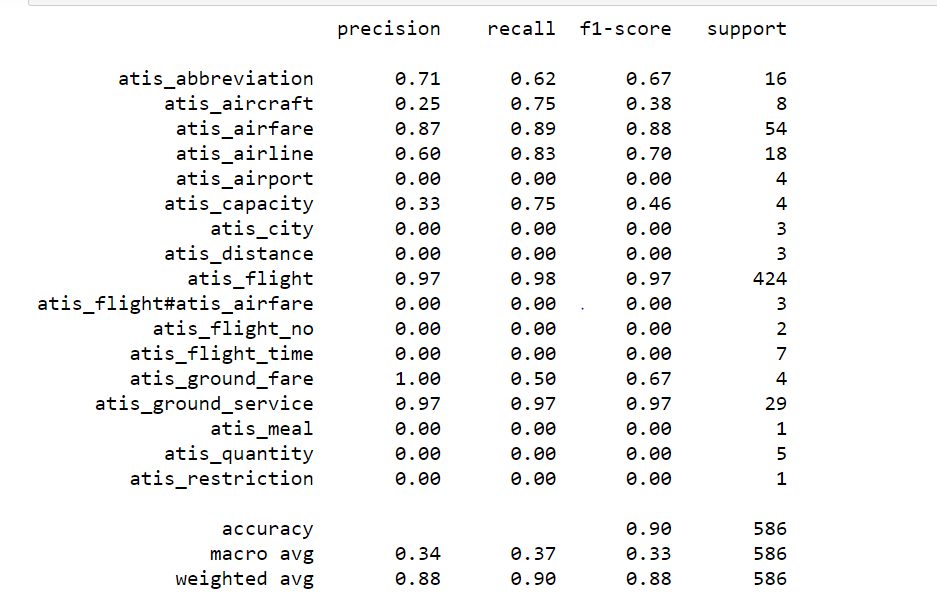 precision recall f1-score support
atis_abbreviation 0.71 0.62 0.67 16
atis_aircraft 0.25 0.75 0.38 8
atis_airfare 0.87 0.89 0.88 54
atis_airline 0.60 0.83 0.70 18
atis_airport 0.00 0.00 0.00 4
atis_capacity 0.33 0.75 0.46 4
atis_city 0.00 0.00 0.00 3
atis_distance 0.00 0.00 0.00 3
atis_flight 0.97 0.98 0.97 424
atis_flight#atis_airfare 0.00 0.00 0.00 3
atis_flight_no 0.00 0.00 0.00 2
atis_flight_time 0.00 0.00 0.00 7
atis_ground_fare 1.00 0.50 0.67 4
atis_ground_service 0.97 0.97 0.97 29
atis_meal 0.00 0.00 0.00 1
atis_quantity 0.00 0.00 0.00 5
atis_restriction 0.00 0.00 0.00 1
accuracy 0.90 586
macro avg 0.34 0.37 0.33 586
weighted avg 0.88 0.90 0.88 586